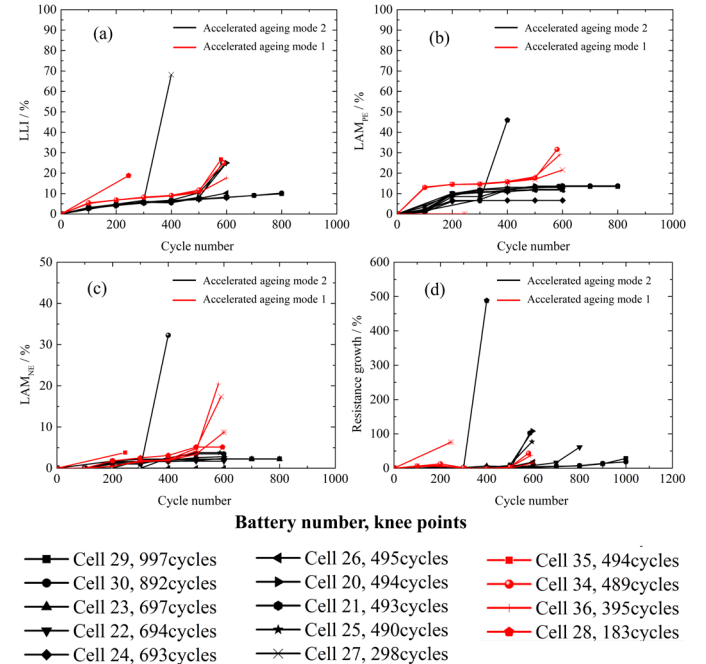 100
90
80
70
60
50
40
30
20
10
0
LLI / %
(a)
Accelerated ageing mode 2
Accelerated ageing mode 1
0 200 400 600 800 1000
Cycle number
100
90
80
70
60
50
40
30
20
10
0
LAMPE / %
(b)
Accelerated ageing mode 2
Accelerated ageing mode 1
0 200 400 600 800 1000
Cycle number
50
40
30
20
10
0
LAMNE / %
(c)
Accelerated ageing mode 2
Accelerated ageing mode 1
0 200 400 600 800 1000
Cycle number
600
500
400
300
200
100
0
Resistance growth / %
(d)
Accelerated ageing mode 2
Accelerated ageing mode 1
0 200 400 600 800 1000 1200
Cycle number
Battery number, knee points
Cell 29, 997cycles
Cell 30, 892cycles
Cell 23, 697cycles
Cell 22, 694cycles
Cell 24, 693cycles
Cell 26, 495cycles
Cell 20, 494cycles
Cell 21, 493cycles
Cell 25, 490cycles
Cell 27, 298cycles
Cell 35, 494cycles
Cell 34, 489cycles
Cell 36, 395cycles
Cell 28, 183cycles